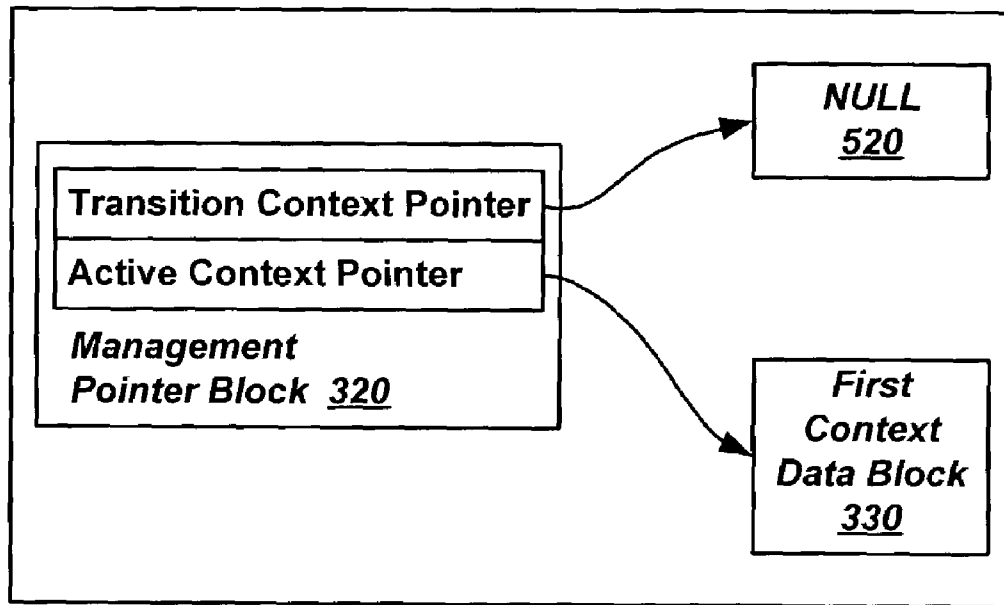 NULL
520
Transition Context Pointer
Active Context Pointer
Management
Pointer Block 320
First
Context
Data Block
330